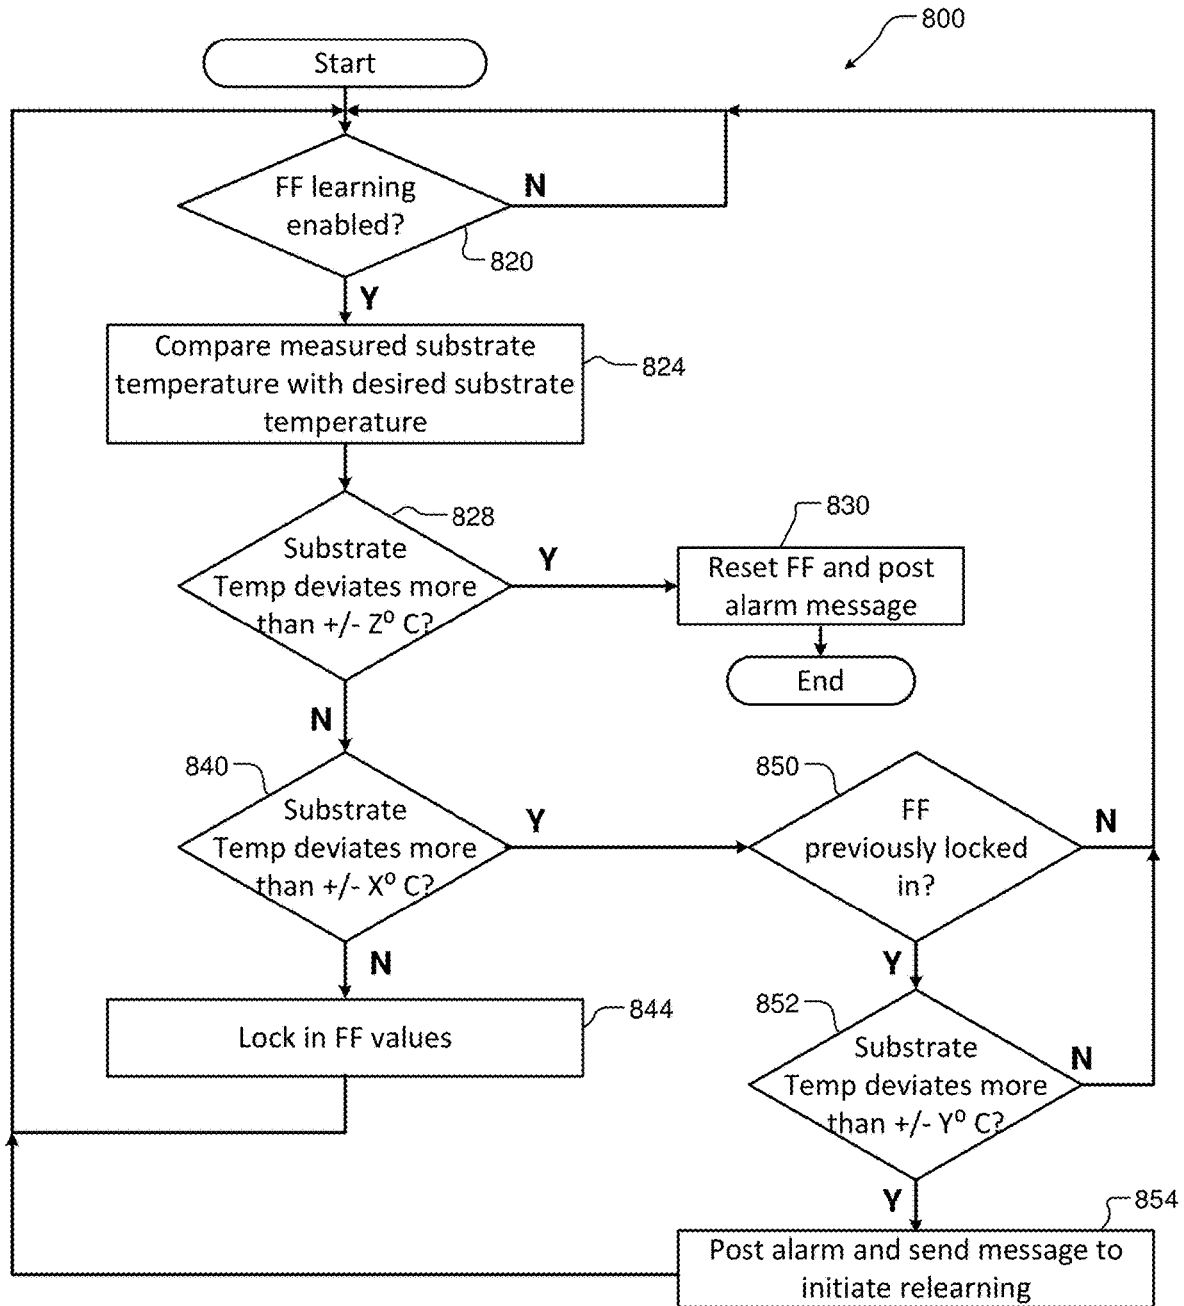 800
Start
FF learning
enabled?
N
820
Y
Compare measured substrate
temperature with desired substrate
temperature
824
828
Substrate
Temp deviates more
than +/- Zº C?
Y
830
Reset FF and post
alarm message
End
N
840
Substrate
Temp deviates more
than +/- Xº C?
Y
850
FF
previously locked
in?
N
N
Y
Lock in FF values
844
852
Substrate
Temp deviates more
than +/- Yº C?
N
Y
854
Post alarm and send message to
initiate relearning